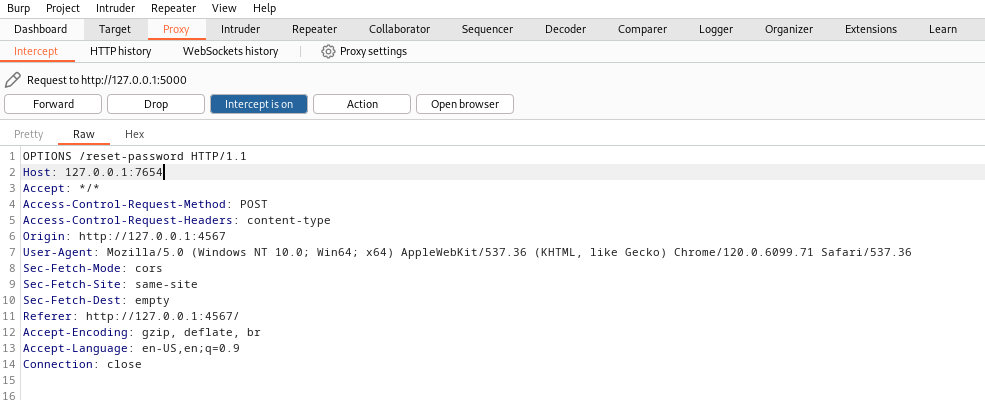 Burp Project Intruder Repeater View Help
Dashboard Target Proxy Intruder Repeater Collaborator Sequencer Decoder Comparer Logger Organizer Extensions Learn
Intercept HTTP history WebSockets history Proxy settings
Request to http://127.0.0.1:5000
Forward Drop Intercept is on Action Open browser
Pretty Raw Hex
1 OPTIONS /reset-password HTTP/1.1
2 Host: 127.0.0.1:7654
3 Accept: */*
4 Access-Control-Request-Method: POST
5 Access-Control-Request-Headers: content-type
6 Origin: http://127.0.0.1:4567
7 User-Agent: Mozilla/5.0 (Windows NT 10.0; Win64; x64) AppleWebKit/537.36 (KHTML, like Gecko) Chrome/120.0.6099.71 Safari/537.36
8 Sec-Fetch-Mode: cors
9 Sec-Fetch-Site: same-site
10 Sec-Fetch-Dest: empty
11 Referer: http://127.0.0.1:4567/
12 Accept-Encoding: gzip, deflate, br
13 Accept-Language: en-US,en;q=0.9
14 Connection: close
15
16